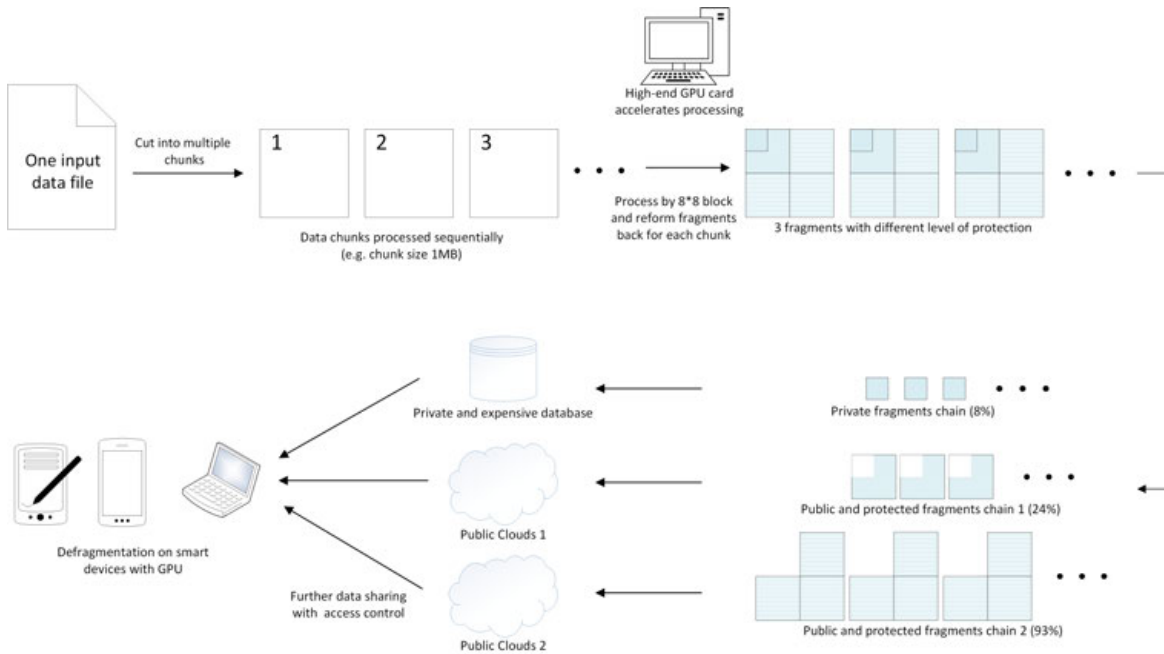 High-end GPU card
accelerates processing
One input
data file
Cut into multiple
chunks
1
2
3
Data chunks processed sequentially
(e.g. chunk size 1MB)
Process by 8*8 block
and reform fragments
back for each chunk
3 fragments with different level of protection
Private and expensive database
Private fragments chain (8%)
Public Clouds 1
Public and protected fragments chain 1 (24%)
Defragmentation on smart
devices with GPU
Further data sharing
with access control
Public Clouds 2
Public and protected fragments chain 2 (93%)